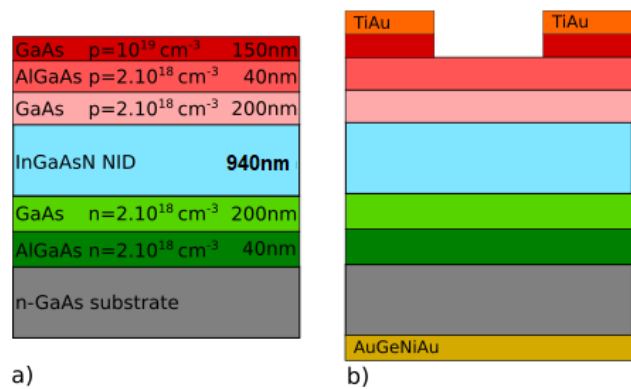 TiAu TiAu
GaAs p=10¹⁹ cm⁻³ 150nm
AlGaAs p=2.10¹⁸ cm⁻³ 40nm
GaAs p=2.10¹⁸ cm⁻³ 200nm
InGaAsN NID 940nm
GaAs n=2.10¹⁸ cm⁻³ 200nm
AlGaAs n=2.10¹⁸ cm⁻³ 40nm
n-GaAs substrate
AuGeNiAu
a) b)